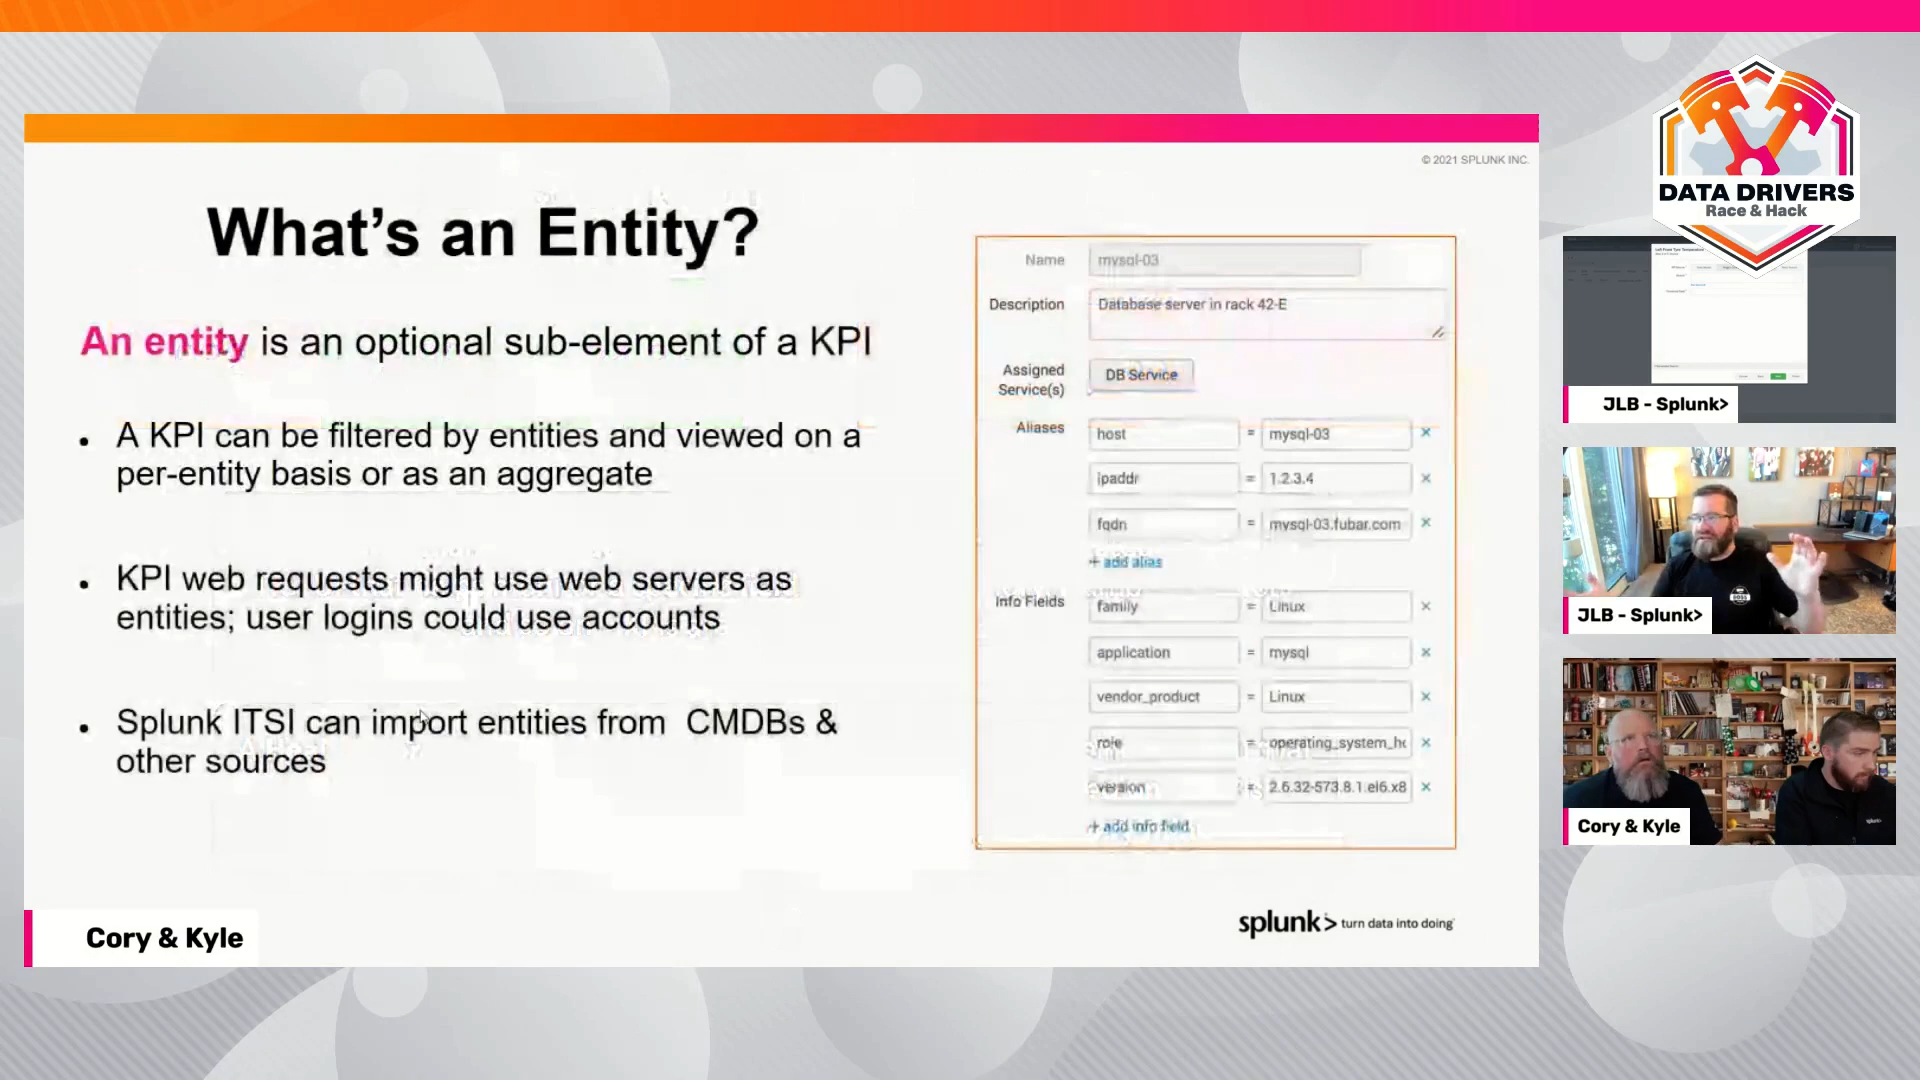 © 2021 SPLUNK INC.
What's an Entity?
An entity is an optional sub-element of a KPI
• A KPI can be filtered by entities and viewed on a
per-entity basis or as an aggregate
• KPI web requests might use web servers as
entities; user logins could use accounts
• Splunk ITSI can import entities from CMDBs &
other sources
Name mysql-03
Description Database server in rack 42-E
Assigned
Service(s) DB Service
Aliases host = mysql-03 ×
ipaddr = 1.2.3.4 ×
fqdn = mysql-03.fubar.com ×
+ add alias
Info Fields family = Linux ×
application = mysql ×
vendor_product = Linux ×
role = operating_system_ho ×
version = 2.6.32-573.8.1.el6.x8 ×
+ add info field
splunk> turn data into doing
Cory & Kyle
DATA DRIVERS
Race & Hack
JLB - Splunk>
JLB - Splunk>
Cory & Kyle